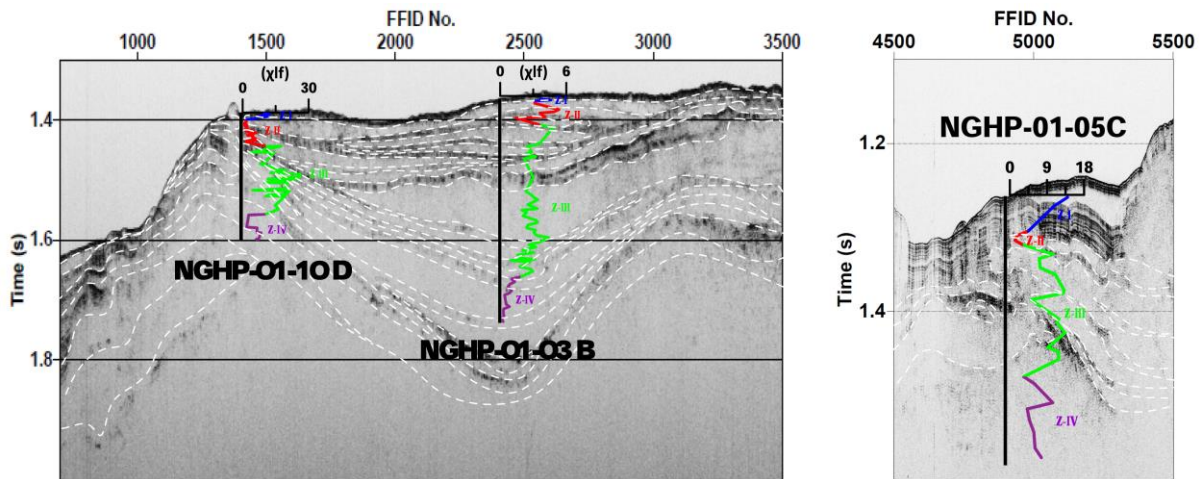 FFID No.
1000 1500 2000 2500 3000 3500
(χlf)
0 30
(χlf)
0 6
Z-I
Z-II
Z-III
Z-IV
Z-I
Z-II
Z-III
Z-IV
1.4
1.6
1.8
Time (s)
NGHP-01-10 D
NGHP-01-03 B
FFID No.
4500 5000 5500
NGHP-01-05C
0 9 18
Z-I
Z-II
Z-III
Z-IV
1.2
1.4
Time (s)